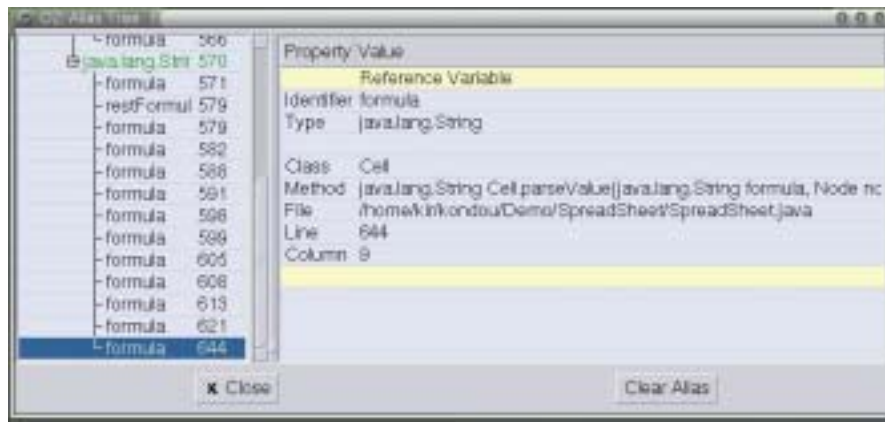 formula 566
java.lang.Stri 570
formula 571
restFormul 579
formula 579
formula 582
formula 588
formula 591
formula 598
formula 599
formula 605
formula 608
formula 613
formula 621
formula 644
Property Value
Reference Variable
Identifier formula
Type java.lang.String
Class Cell
Method java.lang.String Cell.parseValue(java.lang.String formula, Node no
File /home/kir/kondou/Demo/SpreadSheet/SpreadSheet.java
Line 644
Column 9
Close
Clear Alias